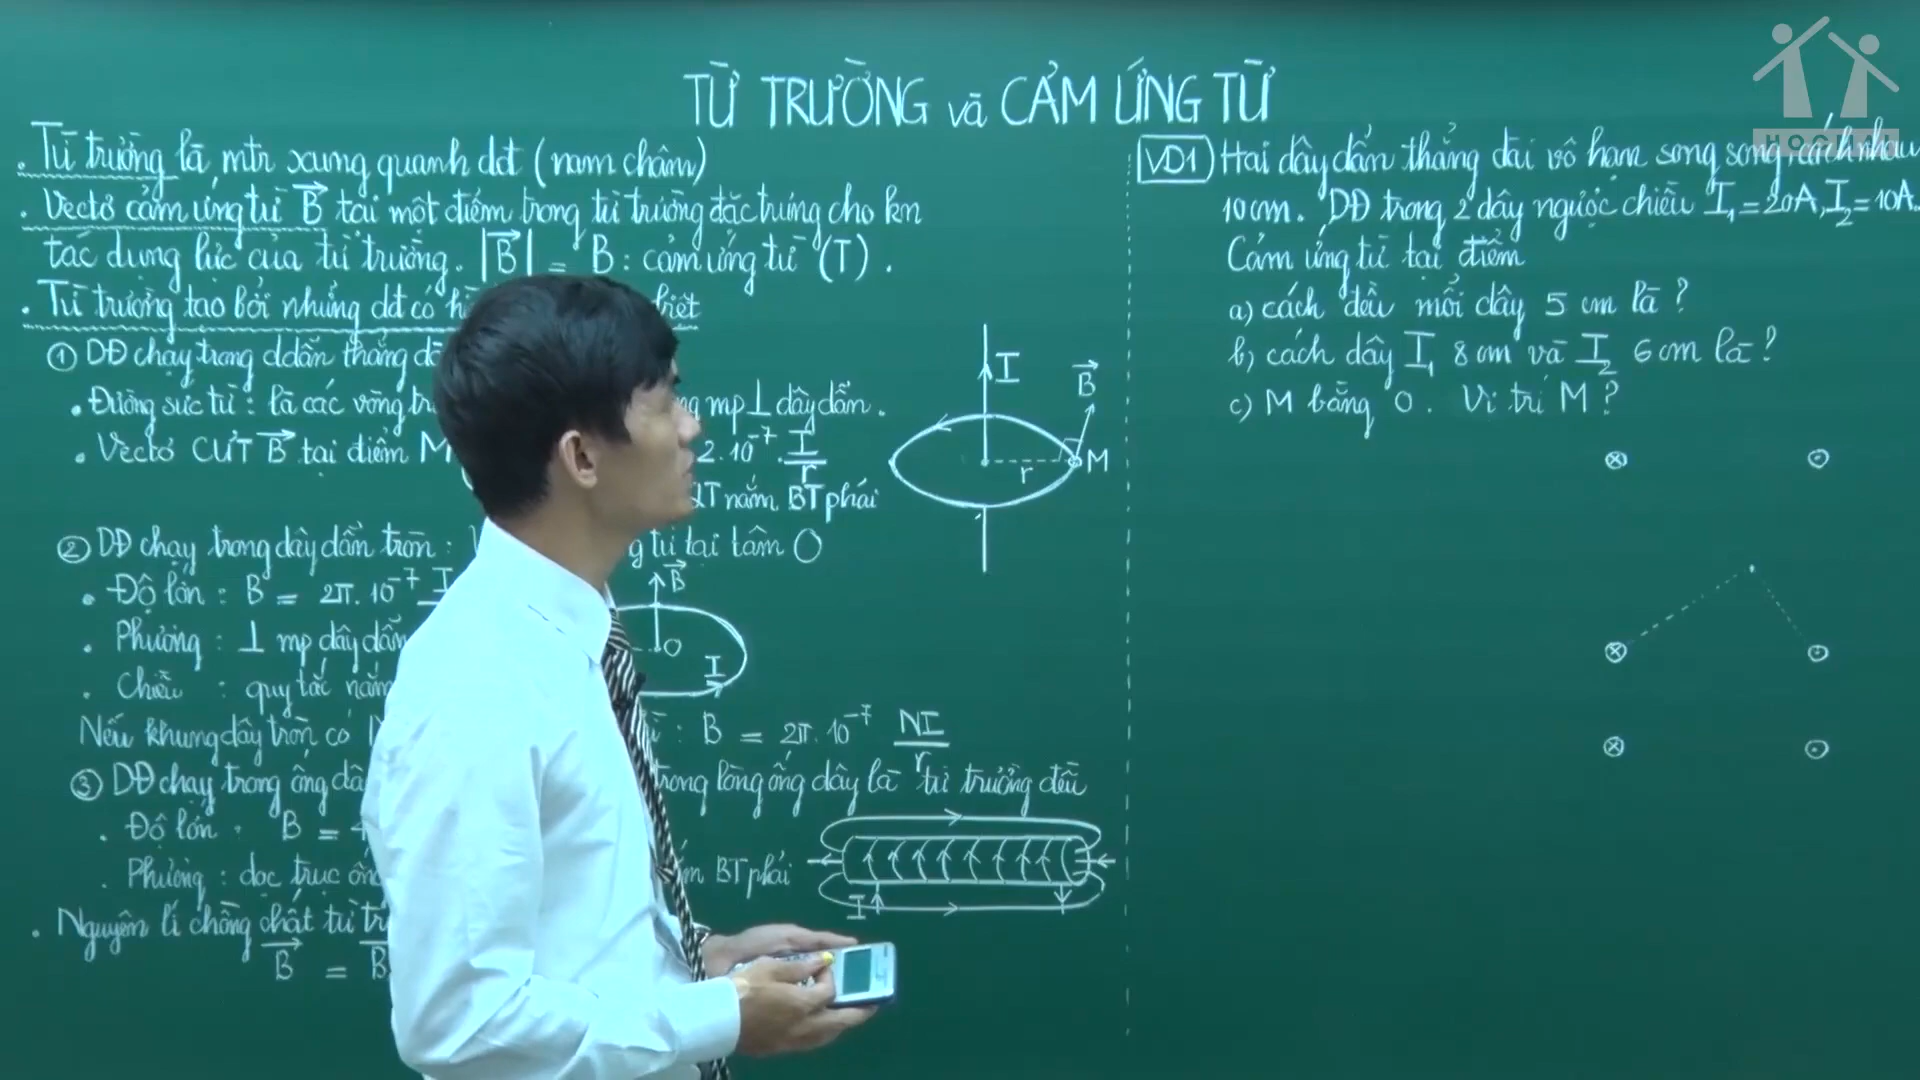 HOCMAI
TỪ TRƯỜNG và CẢM ỨNG TỪ
. Từ trường là mtr xung quanh dđ (nam châm)
. Vectơ cảm ứng từ B tại một điểm trong từ trường đặc trưng cho kn
tác dụng lực của từ trường. |B| = B : cảm ứng từ (T).
. Từ trường tạo bởi những dđ có biệt
① DĐ chạy trong ddẫn thẳng
. Đường sức từ : là các vòng mp ⊥ dây dẫn.
. Vectơ CƯT B tại điểm M 2.10⁻⁷. I/r
QT nắm BT phải
② DĐ chạy trong dây dẫn tròn : từ tại tâm O
. Độ lớn : B = 2π. 10⁻⁷ I
. Phương : ⊥ mp dây dẫn
. Chiều : quy tắc nắm
Nếu khung dây tròn có : B = 2π. 10⁻⁷ NI/r
③ DĐ chạy trong ống trong lòng ống dây là từ trường đều
. Độ lớn : B = 4
. Phương : dọc trục ống BT phải
. Nguyên lí chồng chất từ
B = B
I
B
r
M
B
O
I
I
VD1 Hai dây dẫn thẳng dài vô hạn song song, cách nhau
10cm. DĐ trong 2 dây ngược chiều I₁ = 20A, I₂ = 10A.
Cảm ứng từ tại điểm
a) cách đều mỗi dây 5 cm là ?
b) cách dây I₁ 8 cm và I₂ 6 cm là ?
c) M bằng 0. Vị trí M ?